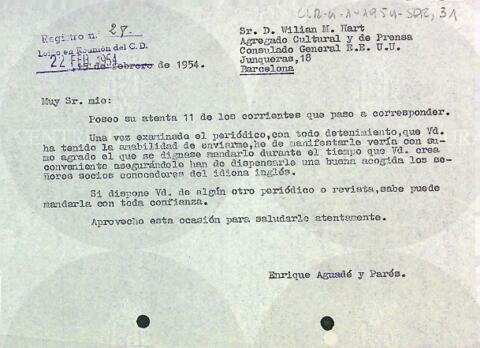 CLR-U-1-1954-SDR, 31
Registro n. 27.
Leido en Reunión del C.D.
22 FEB 1954
15 de febrero de 1954.
Sr. D. Wilian M. Hart
Agregado Cultural y de Prensa
Consulado General E.E. U.U.
Junqueras,18
Barcelona
Muy Sr. mio:
Poseo su atenta 11 de los corrientes que paso a corresponder.
Una voz examinada el periódico,con todo detenimiento,que Vd.
ha tenido la amabilidad de enviarme,he de manifestarle vería con su-
mo agrado el que se dignase mandarlo durante el tiempo que Vd. crea
conveniente asegurándole han de dispensarle una buena acogida los se-
ñores socios conocedores del idioma inglés.
Si dispone Vd. de algún otro periódico o revista,sabe puede
mandarla con toda confianza.
Aprovecho esta ocasión para saludarlo atentamente.
Enrique Aguadé y Parés.